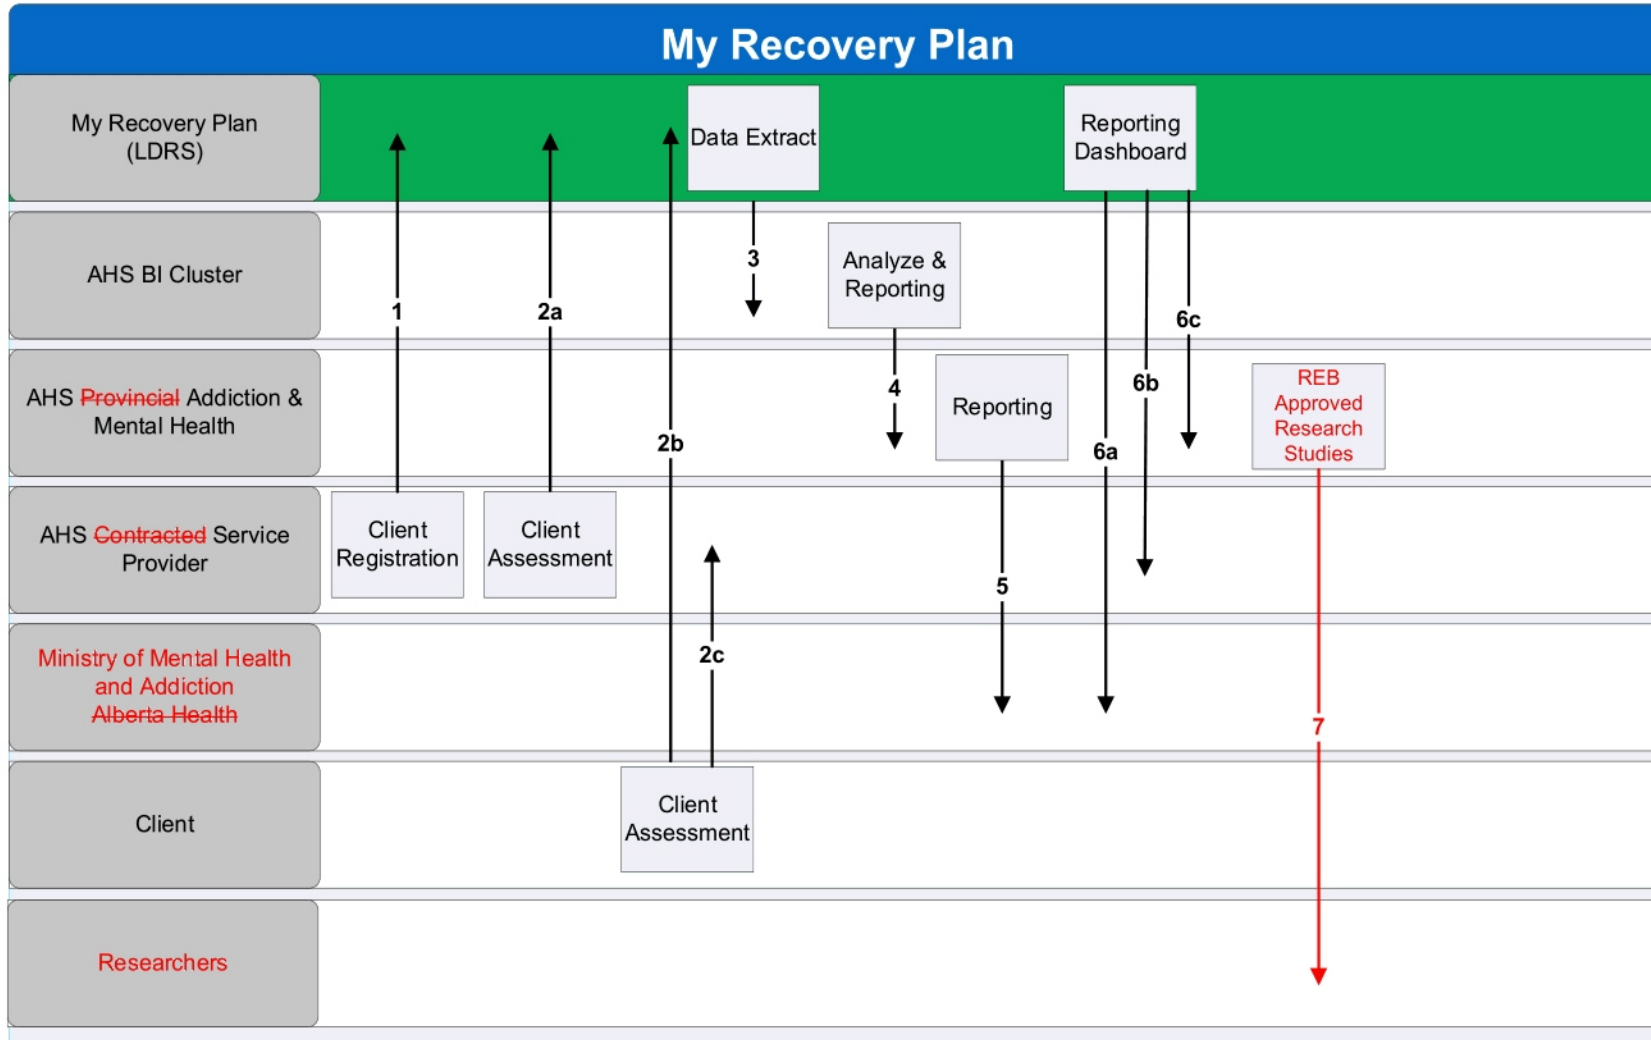 My Recovery Plan
My Recovery Plan
(LDRS)
Data Extract
Reporting
Dashboard
AHS BI Cluster
1
2a
3
Analyze &
Reporting
6c
AHS Provincial Addiction &
Mental Health
2b
4
Reporting
6a
6b
REB
Approved
Research
Studies
AHS Contracted Service
Provider
Client
Registration
Client
Assessment
5
Ministry of Mental Health
and Addiction
Alberta Health
2c
7
Client
Client
Assessment
Researchers